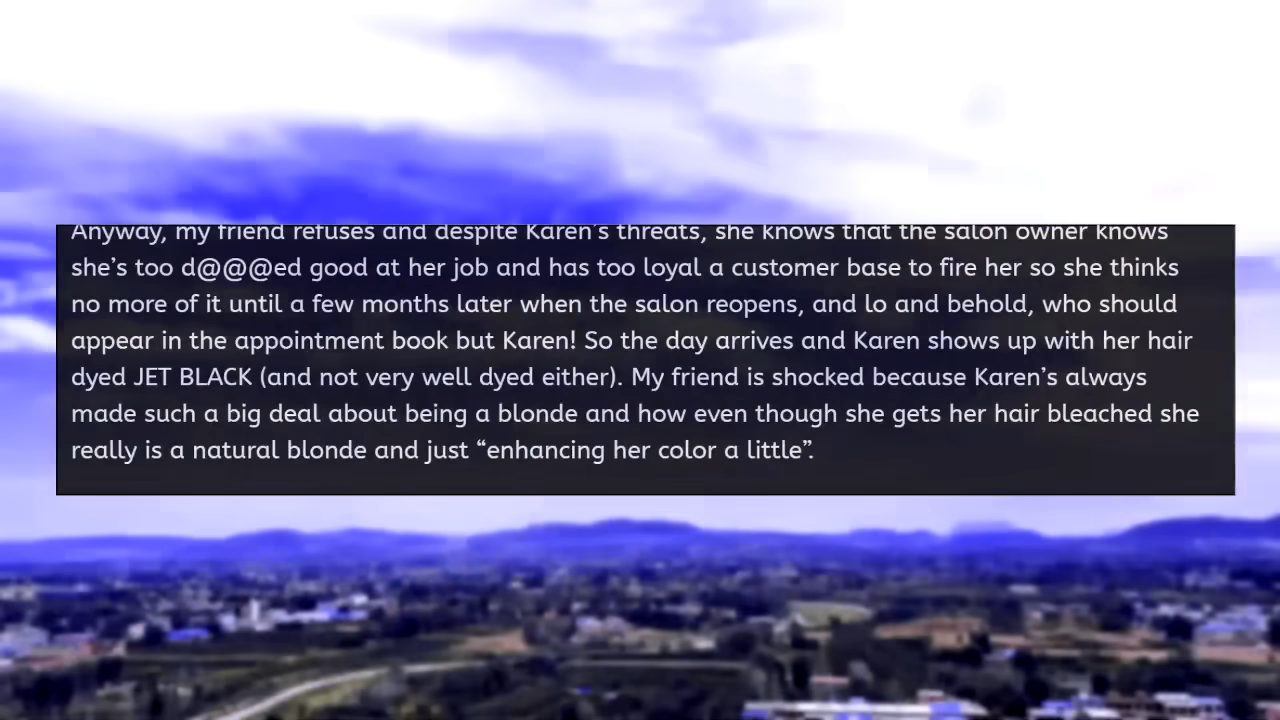 Anyway, my friend refuses and despite Karen’s threats, she knows that the salon owner knows
she’s too d@@@ed good at her job and has too loyal a customer base to fire her so she thinks
no more of it until a few months later when the salon reopens, and lo and behold, who should
appear in the appointment book but Karen! So the day arrives and Karen shows up with her hair
dyed JET BLACK (and not very well dyed either). My friend is shocked because Karen’s always
made such a big deal about being a blonde and how even though she gets her hair bleached she
really is a natural blonde and just “enhancing her color a little”.